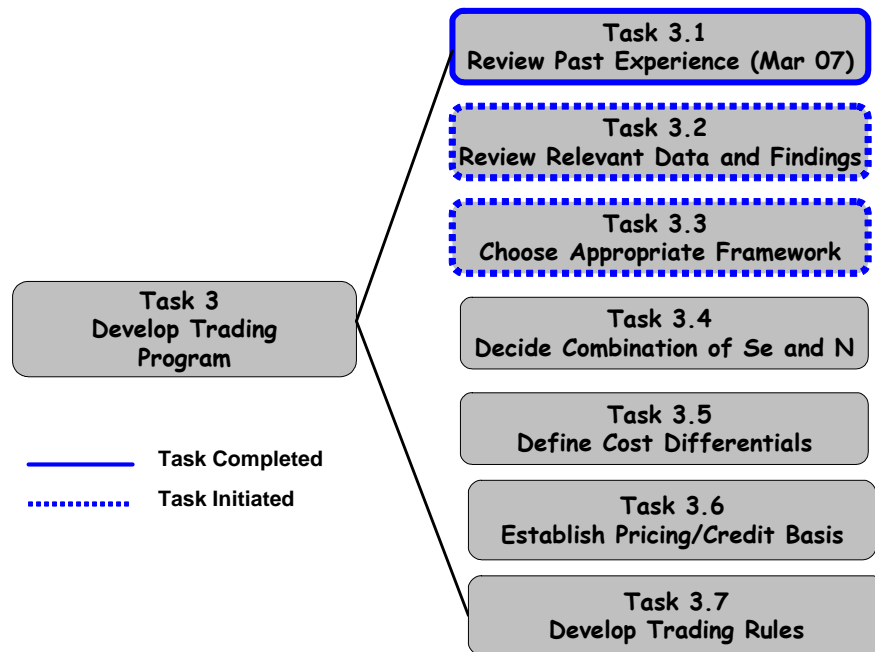 Task 3.1
Review Past Experience (Mar 07)
Task 3.2
Review Relevant Data and Findings
Task 3.3
Choose Appropriate Framework
Task 3
Develop Trading
Program
Task 3.4
Decide Combination of Se and N
Task 3.5
Define Cost Differentials
Task Completed
Task Initiated
Task 3.6
Establish Pricing/Credit Basis
Task 3.7
Develop Trading Rules